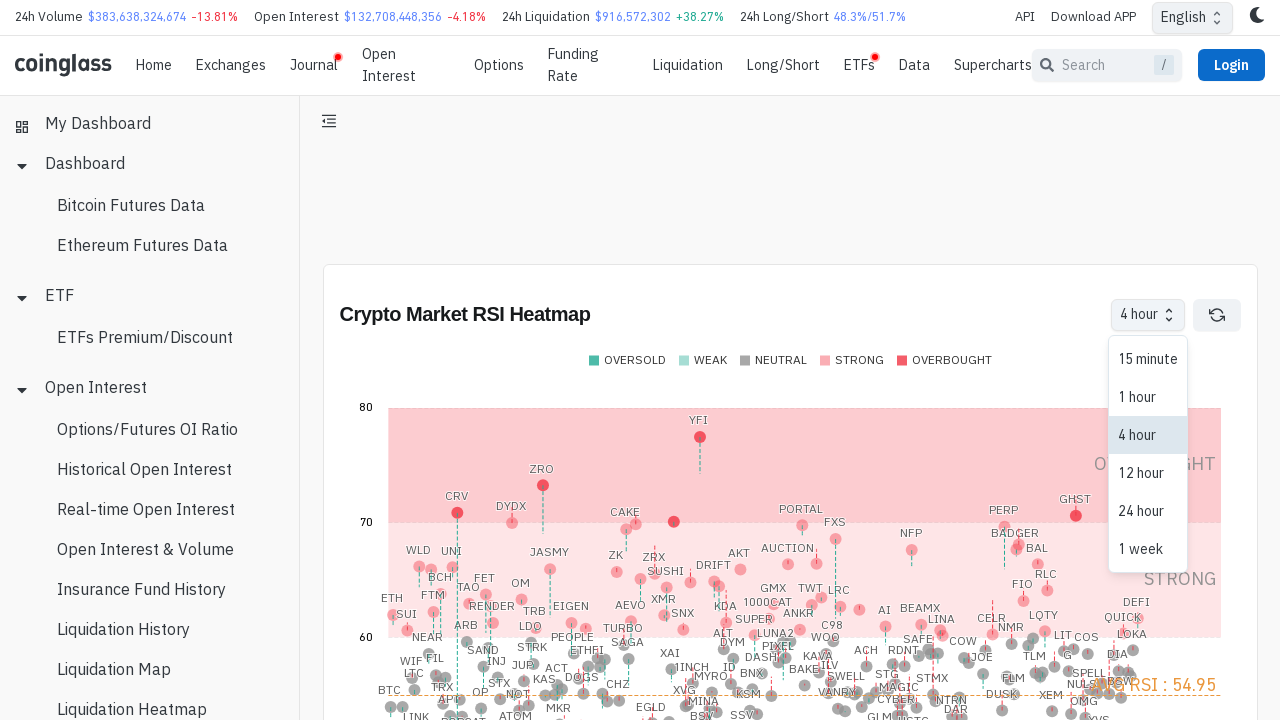 24h Volume $383,638,324,674 -13.81% Open Interest $132,708,448,356 -4.18% 24h Liquidation $916,572,302 +38.27% 24h Long/Short 48.3%/51.7% API Download APP English
coinglass Home Exchanges Journal Open Interest Options Funding Rate Liquidation Long/Short ETFs Data Supercharts Search / Login
My Dashboard
Dashboard
Bitcoin Futures Data
Ethereum Futures Data
ETF
ETFs Premium/Discount
Open Interest
Options/Futures OI Ratio
Historical Open Interest
Real-time Open Interest
Open Interest & Volume
Insurance Fund History
Liquidation History
Liquidation Map
Liquidation Heatmap
Crypto Market RSI Heatmap 4 hour
15 minute
1 hour
4 hour
12 hour
24 hour
1 week
OVERSOLD WEAK NEUTRAL STRONG OVERBOUGHT
80
YFI
ZRO
CRV DYDX CAKE PORTAL PERP GHST
70
FXS NFP BADGER
WLD UNI JASMY ZK ZRX AKT AUCTION BAL
BCH FET SUSHI DRIFT RLC
TAO OM GMX TWT LRC FIO
ETH FTM RENDER TRB EIGEN AEVO XMR KDA 1000CAT DEFI
SUI ARB LDO SNX SUPER ANKR AI BEAMX LINA CELR LQTY QUICK
TURBO C98 NMR
60
NEAR PEOPLE ALT LUNA2 WOO SAFE LIT COS LOKA
SAND STRK ETHFI SAGA DYM PIXEL ACH RDNT COW
WIF FIL INJ JUP XAI DASH KAVA JOE TLM G DIA
LTC ACT 1INCH ID BNX BAKE ILV STG FLM SPELL
STX KAS DOGS MYRO SWELL STMX NULS BSW
BTC TRX OP NOT CHZ XVG KSM VANRY MAGIC DUSK XEM
STRONG
AVG RSI : 54.95
API MKR EGLD MINA CYBER NTRN OMG
LINK ATOM BSV SSV GLM DAR